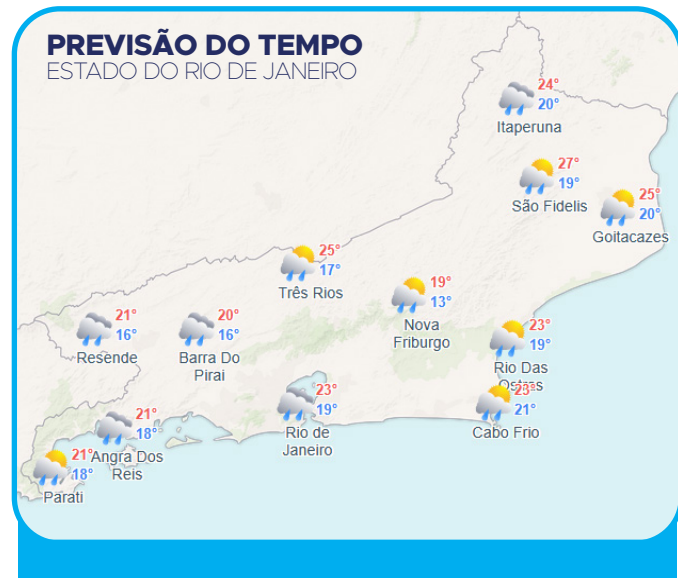 PREVISÃO DO TEMPO
ESTADO DO RIO DE JANEIRO
24°
20°
Itaperuna
27°
19°
São Fidelis
25°
20°
Goitacazes
25°
17°
Três Rios
19°
13°
Nova
Friburgo
21°
16°
Resende
20°
16°
Barra Do
Pirai
23°
19°
Rio Das
Ostras
23°
19°
Rio de
Janeiro
21°
Cabo Frio
21°
18°
Angra Dos
Reis
21°
18°
Parati